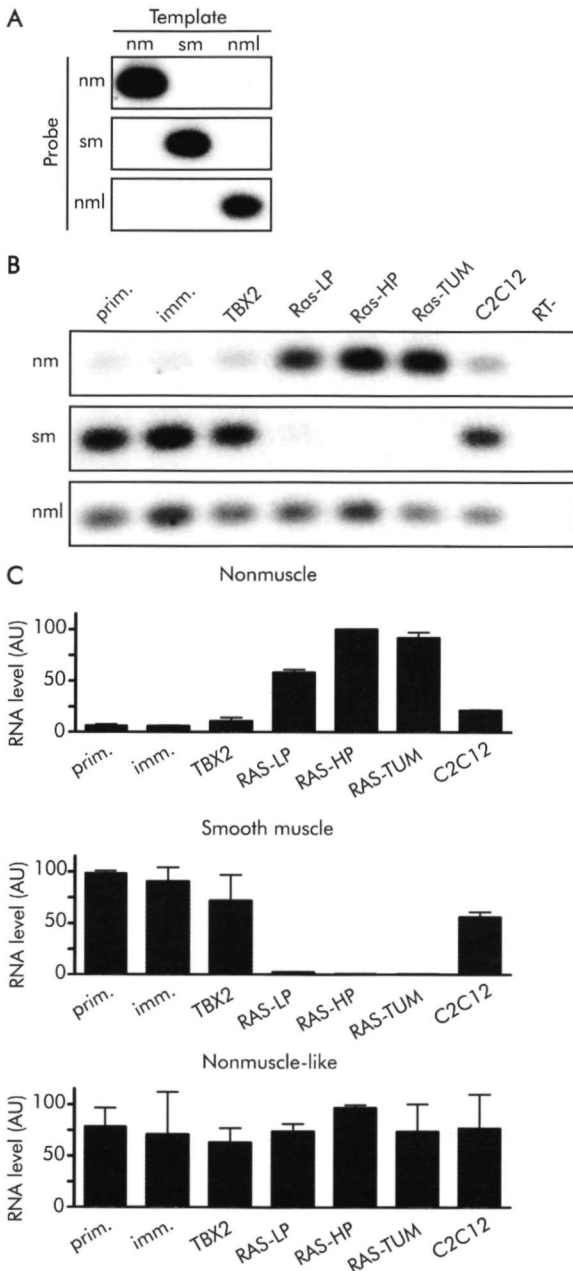 A
Template
nm sm nml
Probe
nm
sm
nml
B
prim. imm. TBX2 Ras-LP Ras-HP Ras-TUM C2C12 RT-
nm
sm
nml
C
Nonmuscle
RNA level (AU)
100
50
0
prim. imm. TBX2 RAS-LP RAS-HP RAS-TUM C2C12
Smooth muscle
RNA level (AU)
100
50
0
prim. imm. TBX2 RAS-LP RAS-HP RAS-TUM C2C12
Nonmuscle-like
RNA level (AU)
100
50
0
prim. imm. TBX2 RAS-LP RAS-HP RAS-TUM C2C12